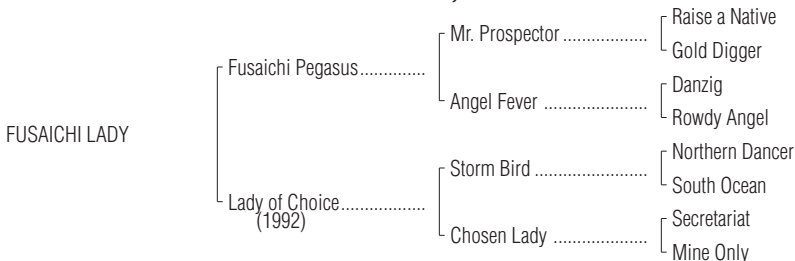 Raise a Native
Mr. Prospector ..................
Gold Digger
Fusaichi Pegasus..............
Danzig
Angel Fever ......................
Rowdy Angel
FUSAICHI LADY
Northern Dancer
Storm Bird ........................
South Ocean
Lady of Choice..................
(1992)
Secretariat
Chosen Lady ....................
Mine Only